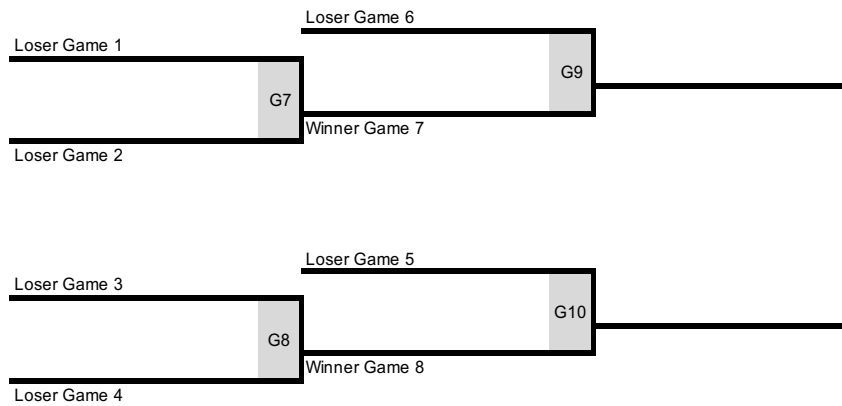 Loser Game 6
Loser Game 1
G9
G7
Winner Game 7
Loser Game 2
Loser Game 5
Loser Game 3
G10
G8
Winner Game 8
Loser Game 4